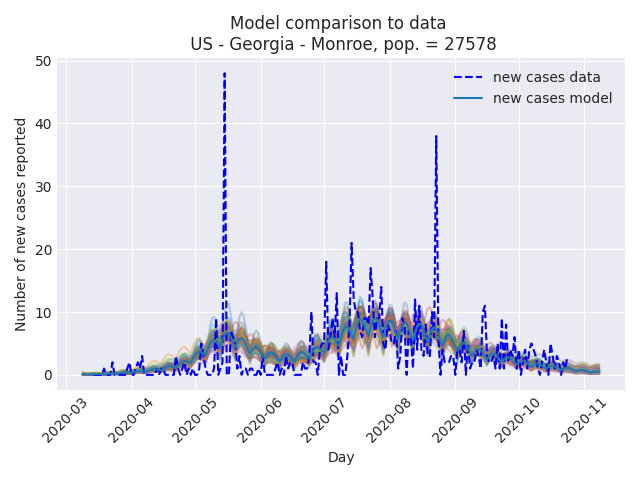 Model comparison to data
US - Georgia - Monroe, pop. = 27578
new cases data
new cases model
Number of new cases reported
50
40
30
20
10
0
2020-03
2020-04
2020-05
2020-06
2020-07
2020-08
2020-09
2020-10
2020-11
Day